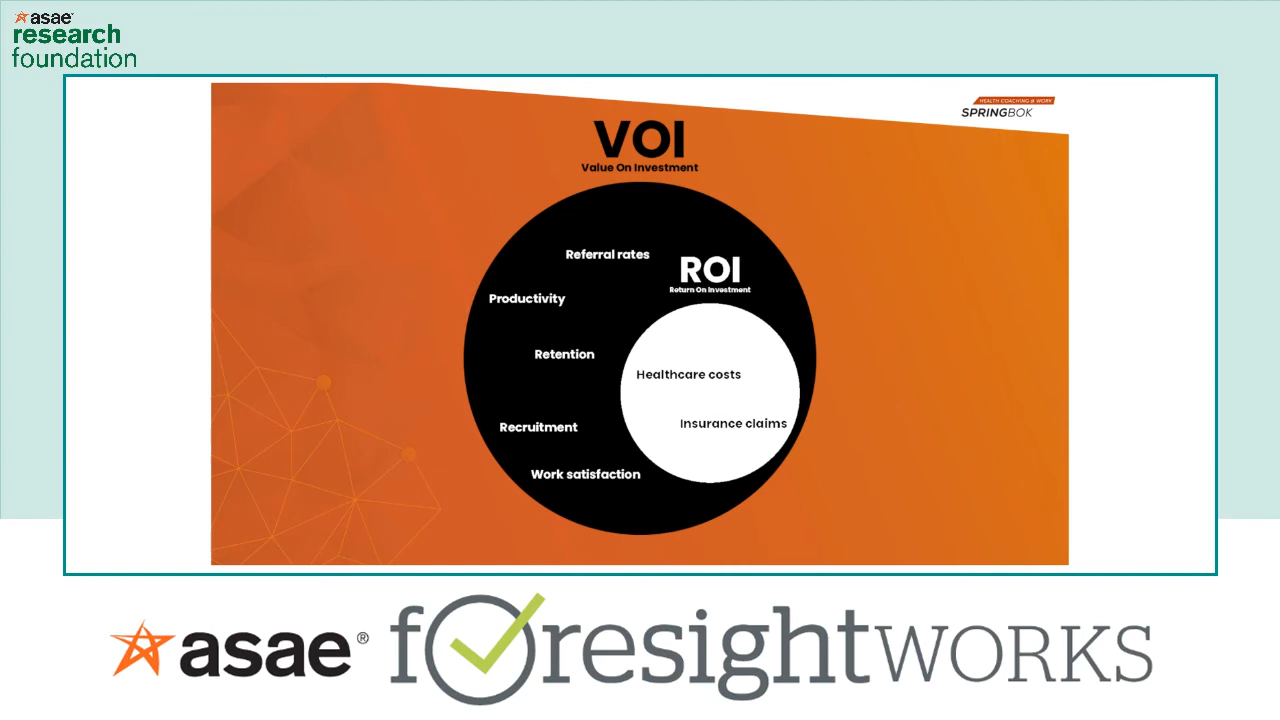 asae®
research
foundation
HEALTH COACHING @ WORK
SPRINGBOK
VOI
Value On Investment
Referral rates
ROI
Return On Investment
Productivity
Retention
Healthcare costs
Insurance claims
Recruitment
Work satisfaction
asae® foresightWORKS